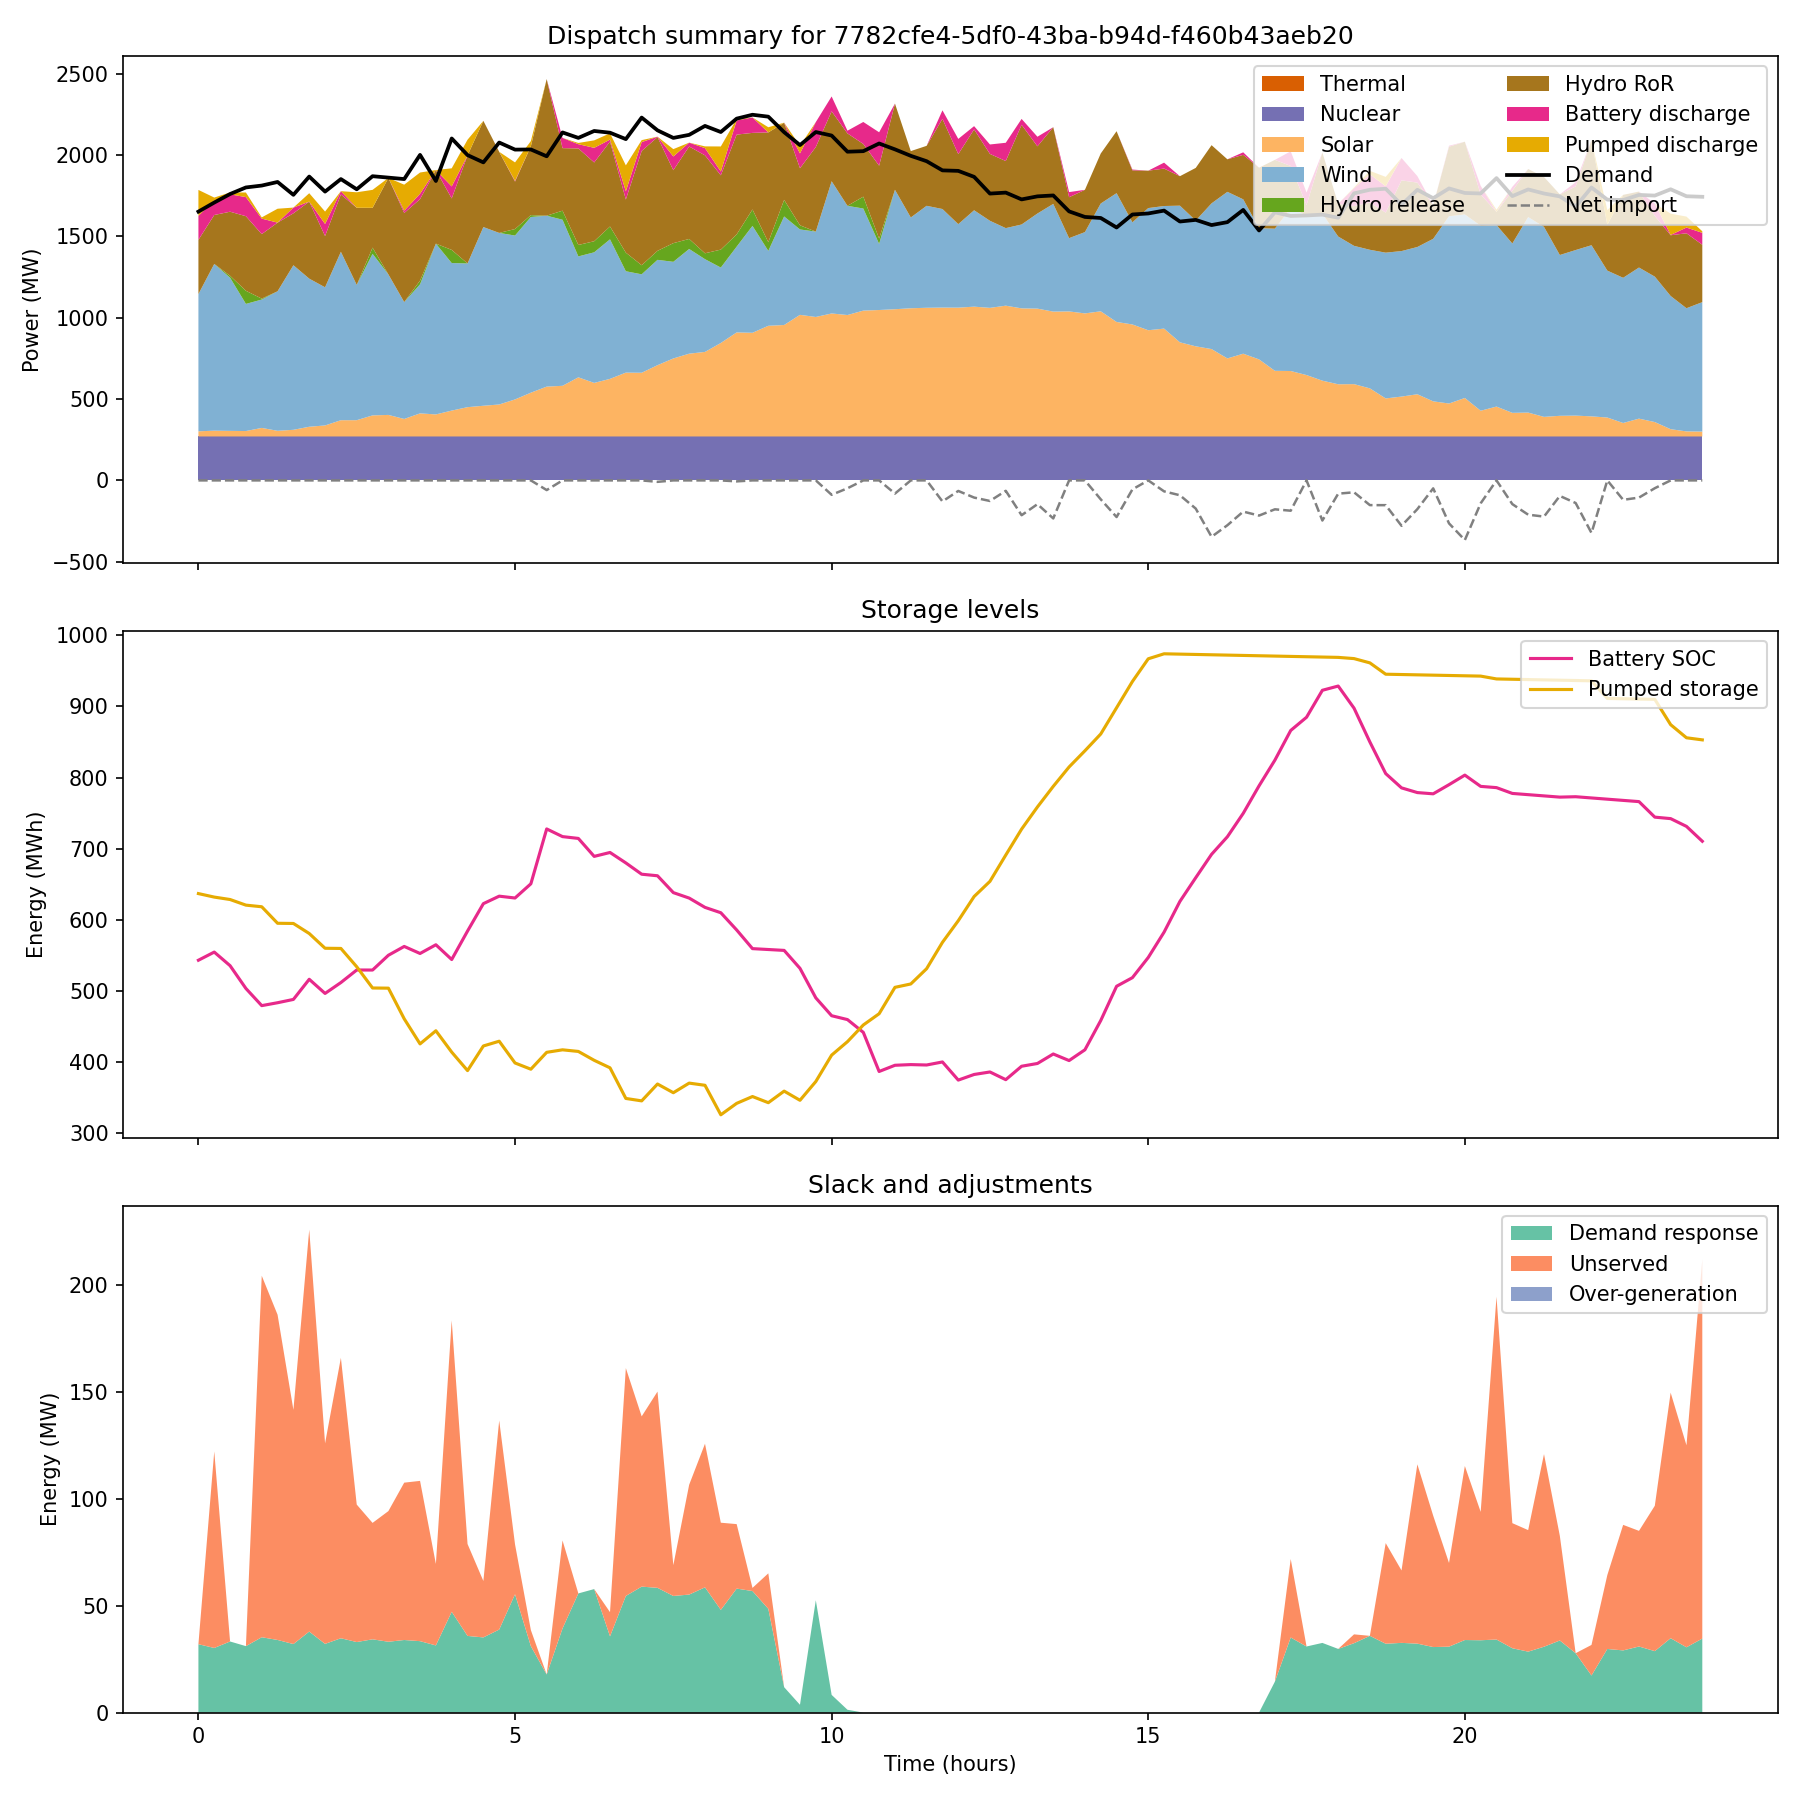 Dispatch summary for 7782cfe4-5df0-43ba-b94d-f460b43aeb20
Power (MW)
2500
2000
1500
1000
500
0
−500
Thermal
Nuclear
Solar
Wind
Hydro release
Hydro RoR
Battery discharge
Pumped discharge
Demand
Net import
Storage levels
Energy (MWh)
1000
900
800
700
600
500
400
300
Battery SOC
Pumped storage
Slack and adjustments
Energy (MW)
200
150
100
50
0
Demand response
Unserved
Over-generation
0
5
10
15
20
Time (hours)